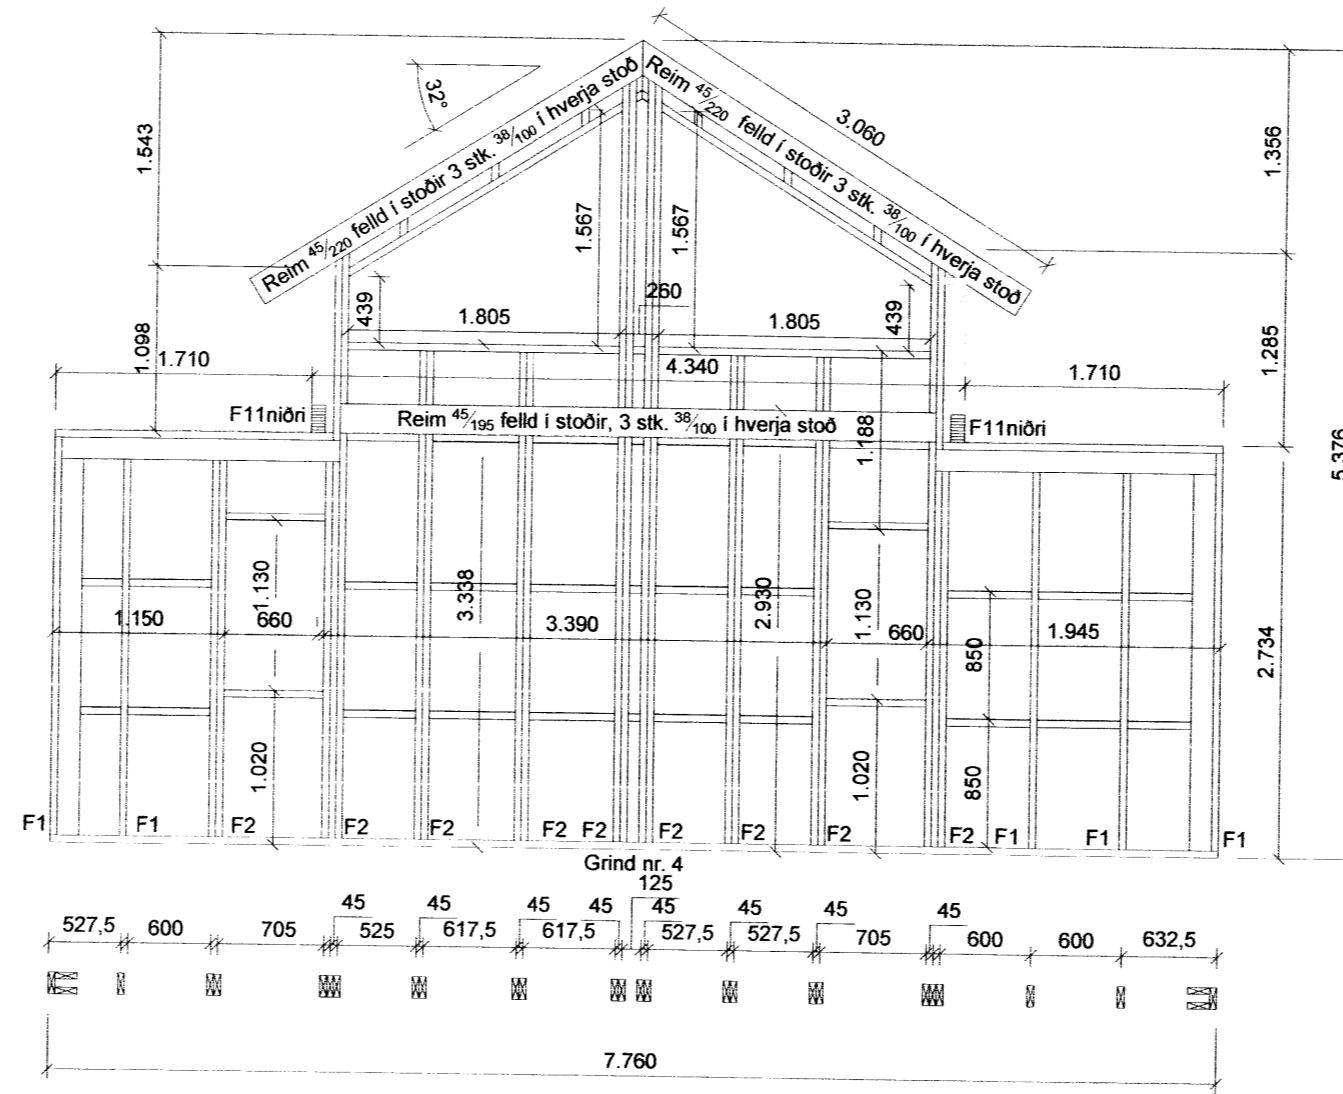 1.543
32°
Reim 45/220 felld í stoðir 3 stk. 38/100 í hverja stoð
Reim 45/220 felld í stoðir 3 stk. 38/100 í hverja stoð
3.060
1.356
1.567
1.567
439
439
260
1.805
1.805
1.098
1.285
1.710
4.340
1.710
F11niðri
Reim 45/195 felld í stoðir, 3 stk. 38/100 í hverja stoð
F11niðri
1.188
5.376
1.130
3.338
2.930
1.130
1.150
660
3.390
660
850
1.945
2.734
1.020
1.020
850
F1
F1
F2
F2
F2
F2
F2
F2
F2
F2
F2
F1
F1
F1
Grind nr. 4
125
45
45
45
45
45
45
45
45
527,5
600
705
525
617,5
617,5
527,5
527,5
705
600
600
632,5
7.760